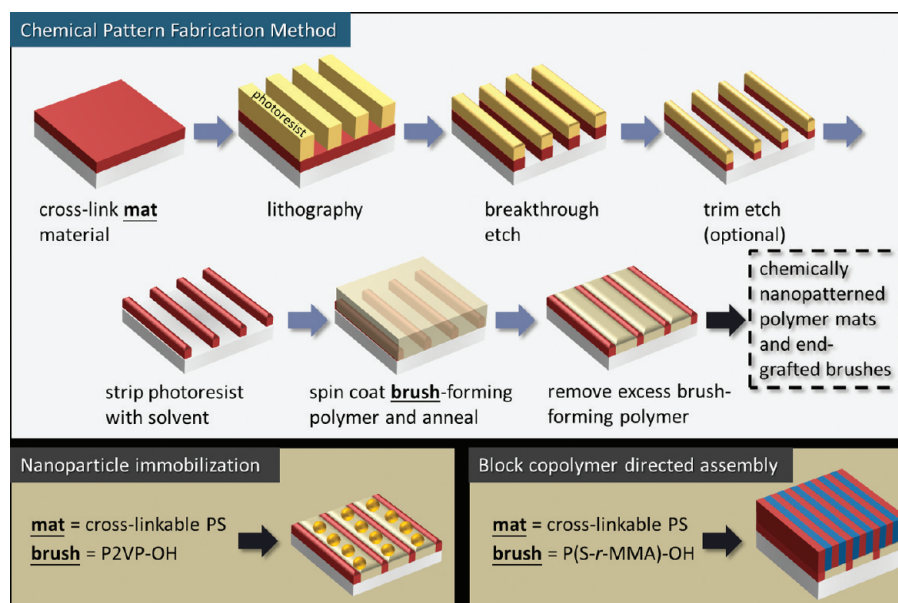 Chemical Pattern Fabrication Method
photoresist
cross-link mat
material
lithography
breakthrough
etch
trim etch
(optional)
strip photoresist
with solvent
spin coat brush-forming
polymer and anneal
remove excess brush-
forming polymer
chemically
nanopatterned
polymer mats
and end-
grafted brushes
Nanoparticle immobilization
mat = cross-linkable PS
brush = P2VP-OH
Block copolymer directed assembly
mat = cross-linkable PS
brush = P(S-r-MMA)-OH